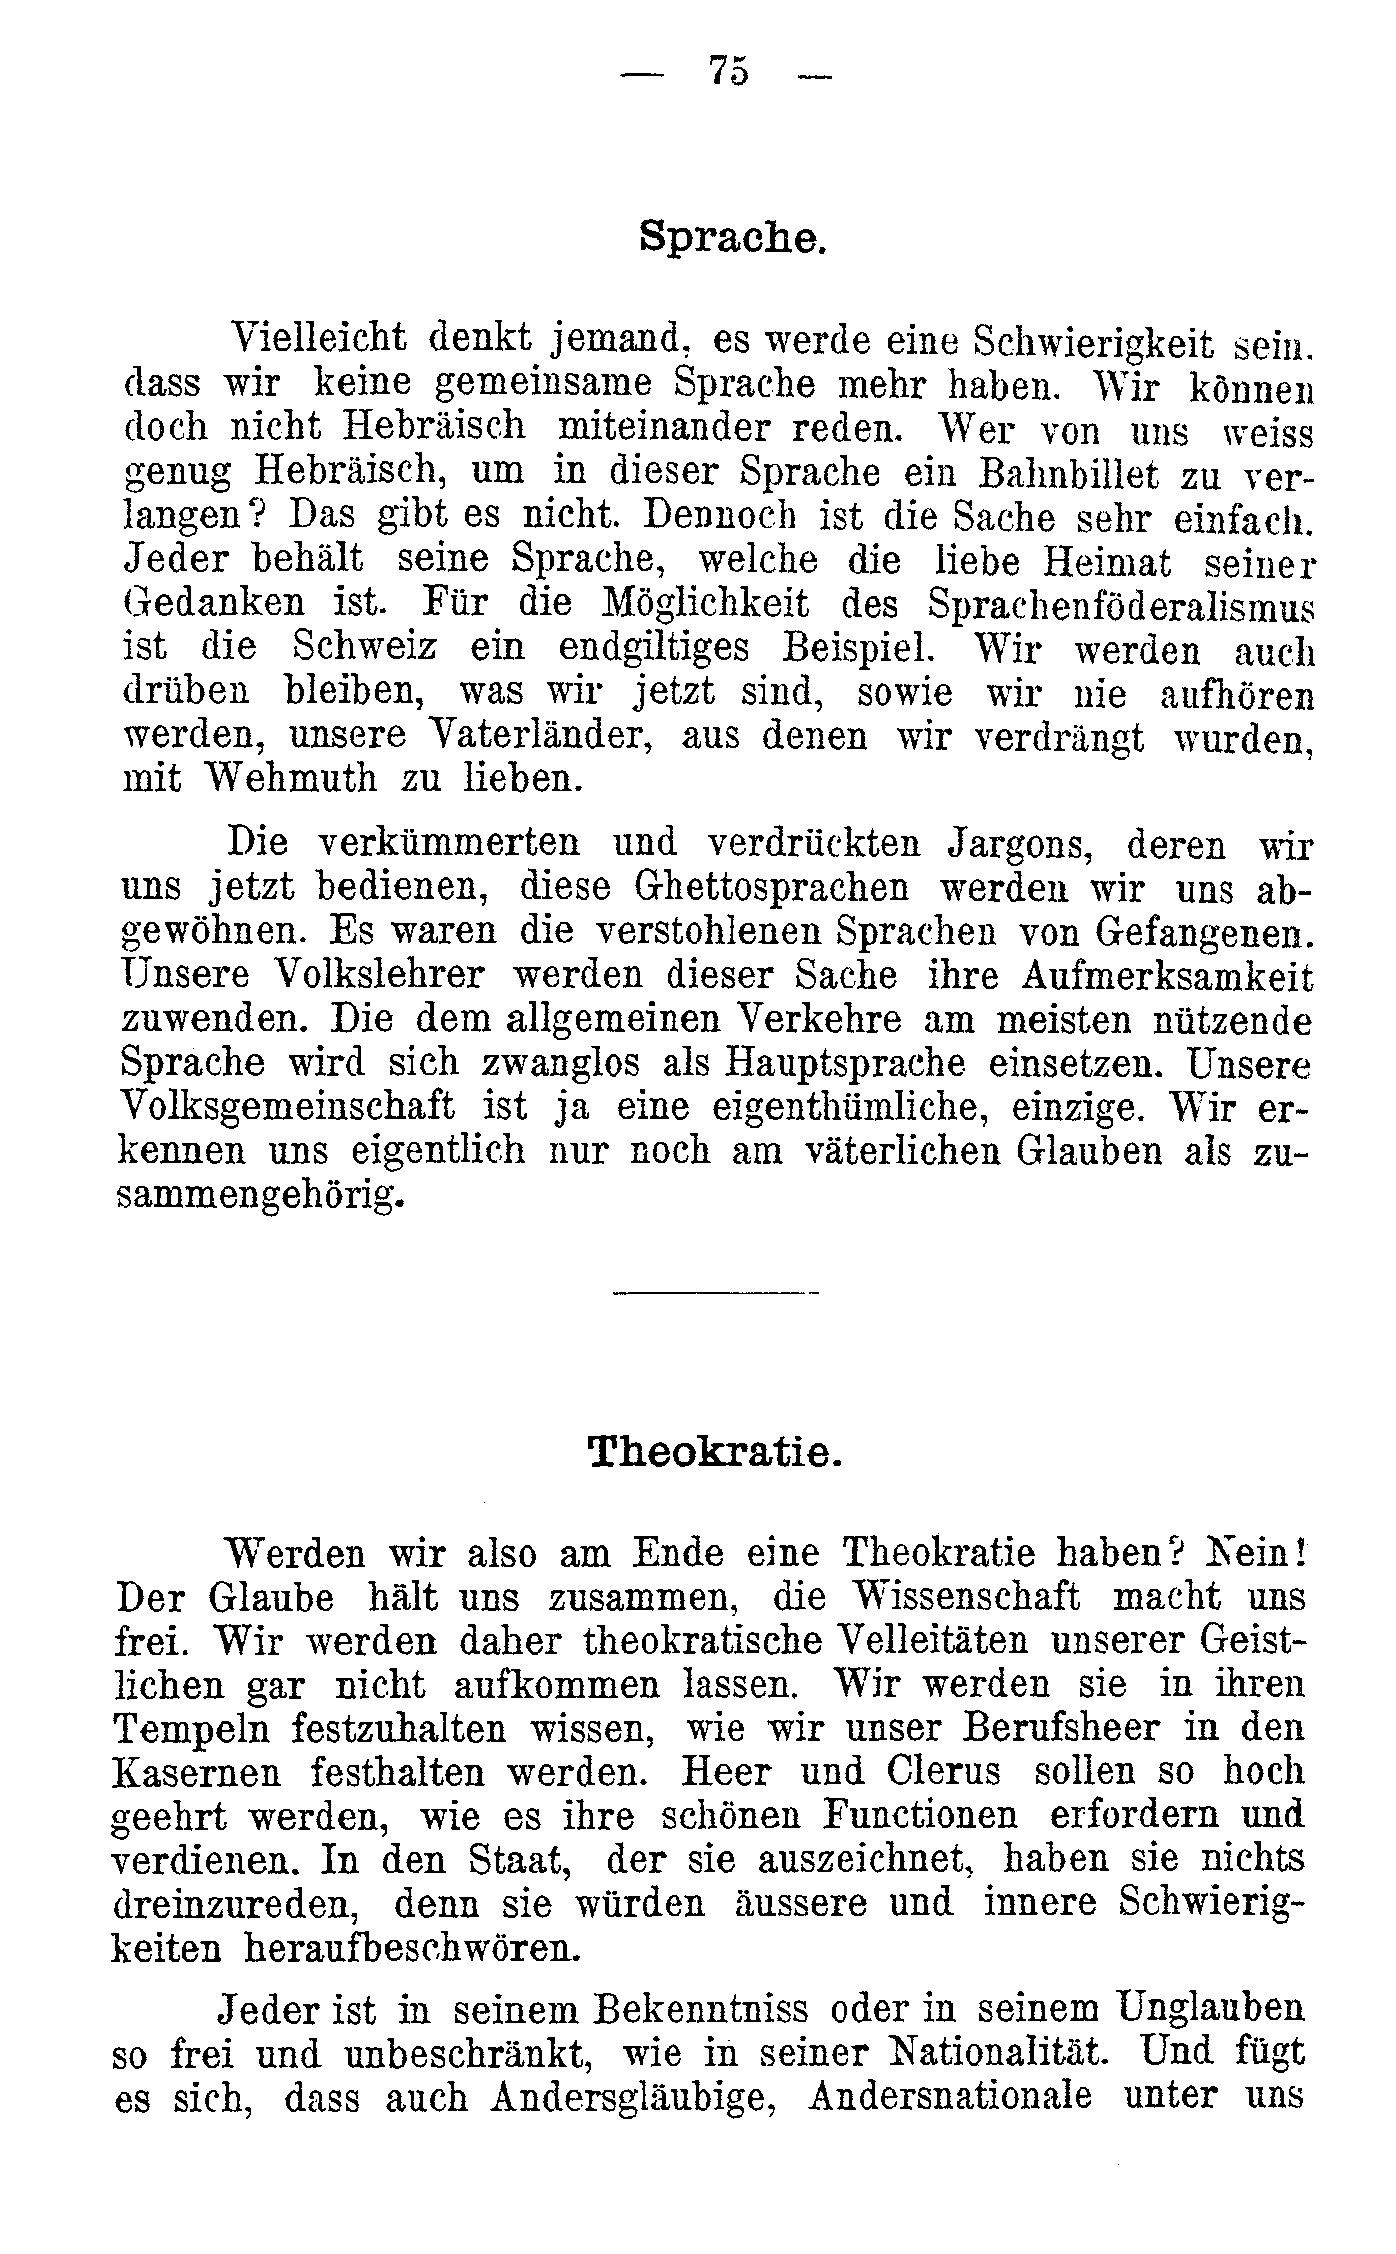 — 75 —
Sprache.
Vielleicht denkt jemand, es werde eine Schwierigkeit sein.
dass wir keine gemeinsame Sprache mehr haben. Wir können
doch nicht Hebräisch miteinander reden. Wer von uns weiss
genug Hebräisch, um in dieser Sprache ein Bahnbillet zu ver-
langen? Das gibt es nicht. Dennoch ist die Sache sehr einfach.
Jeder behält seine Sprache, welche die liebe Heimat seiner
Gedanken ist. Für die Möglichkeit des Sprachenföderalismus
ist die Schweiz ein endgiltiges Beispiel. Wir werden auch
drüben bleiben, was wir jetzt sind, sowie wir nie aufhören
werden, unsere Vaterländer, aus denen wir verdrängt wurden,
mit Wehmuth zu lieben.
Die verkümmerten und verdrückten Jargons, deren wir
uns jetzt bedienen, diese Ghettosprachen werden wir uns ab-
gewöhnen. Es waren die verstohlenen Sprachen von Gefangenen.
Unsere Volkslehrer werden dieser Sache ihre Aufmerksamkeit
zuwenden. Die dem allgemeinen Verkehre am meisten nützende
Sprache wird sich zwanglos als Hauptsprache einsetzen. Unsere
Volksgemeinschaft ist ja eine eigenthümliche, einzige. Wir er-
kennen uns eigentlich nur noch am väterlichen Glauben als zu-
sammengehörig.
Theokratie.
Werden wir also am Ende eine Theokratie haben? Nein!
Der Glaube hält uns zusammen, die Wissenschaft macht uns
frei. Wir werden daher theokratische Velleitäten unserer Geist-
lichen gar nicht aufkommen lassen. Wir werden sie in ihren
Tempeln festzuhalten wissen, wie wir unser Berufsheer in den
Kasernen festhalten werden. Heer und Clerus sollen so hoch
geehrt werden, wie es ihre schönen Functionen erfordern und
verdienen. In den Staat, der sie auszeichnet, haben sie nichts
dreinzureden, denn sie würden äussere und innere Schwierig-
keiten heraufbeschwören.
Jeder ist in seinem Bekenntniss oder in seinem Unglauben
so frei und unbeschränkt, wie in seiner Nationalität. Und fügt
es sich, dass auch Andersgläubige, Andersnationale unter uns